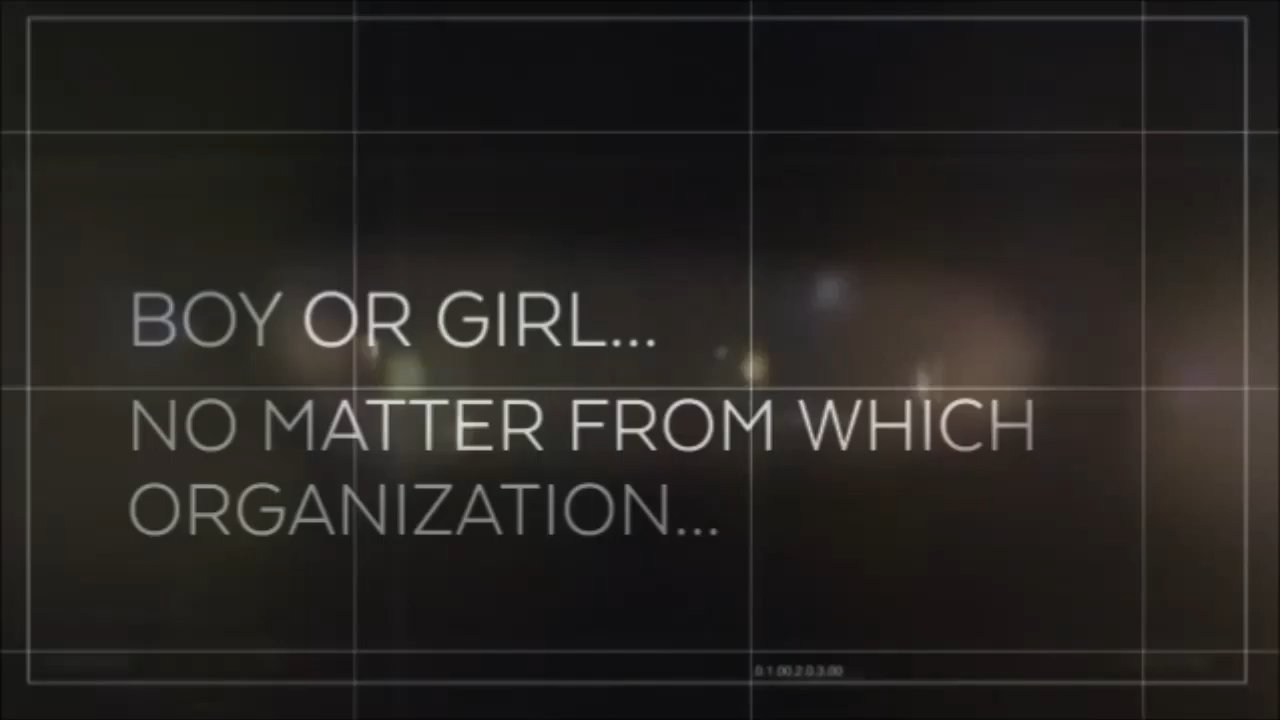 BOY OR GIRL...
NO MATTER FROM WHICH
ORGANIZATION...